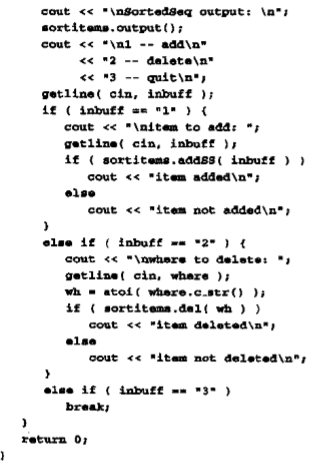 cout << "\nSortedSeq output: \n";
sortitems.output();
cout << "\n1 -- add\n"
<< "2 -- delete\n"
<< "3 -- quit\n";
getline( cin, inbuff );
if ( inbuff == "1" ) {
cout << "\nitem to add: ";
getline( cin, inbuff );
if ( sortitems.addSS( inbuff ) )
cout << "item added\n";
else
cout << "item not added\n";
}
else if ( inbuff == "2" ) {
cout << "\nwhere to delete: ";
getline( cin, where );
wh = atoi( where.c_str() );
if ( sortitems.del( wh ) )
cout << "item deleted\n";
else
cout << "item not deleted\n";
}
else if ( inbuff == "3" )
break;
}
return 0;
}